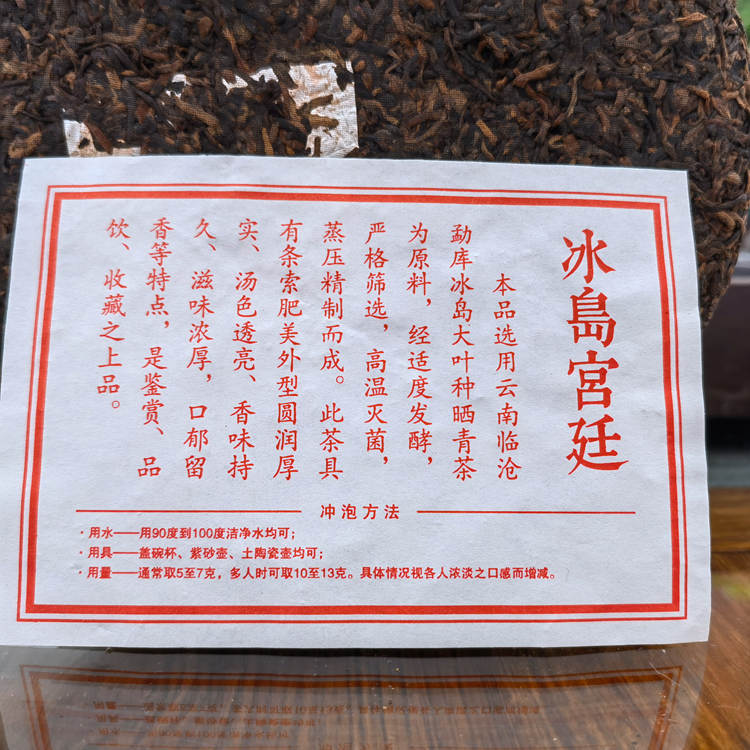 冰島宮廷
本品选用云南临沧
勐库冰岛大叶种晒青茶
为原料，经适度发酵，
严格筛选，高温灭菌，
蒸压精制而成。此茶具
有条索肥美外型圆润厚
实、汤色透亮、香味持
久、滋味浓厚，口郁留
香等特点，是鉴赏、品
饮、收藏之上品。
冲泡方法
·用水——用90度到100度洁净水均可；
·用具——盖碗杯、紫砂壶、土陶瓷壶均可；
·用量——通常取5至7克，多人时可取10至13克。具体情况视各人浓淡之口感而增减。